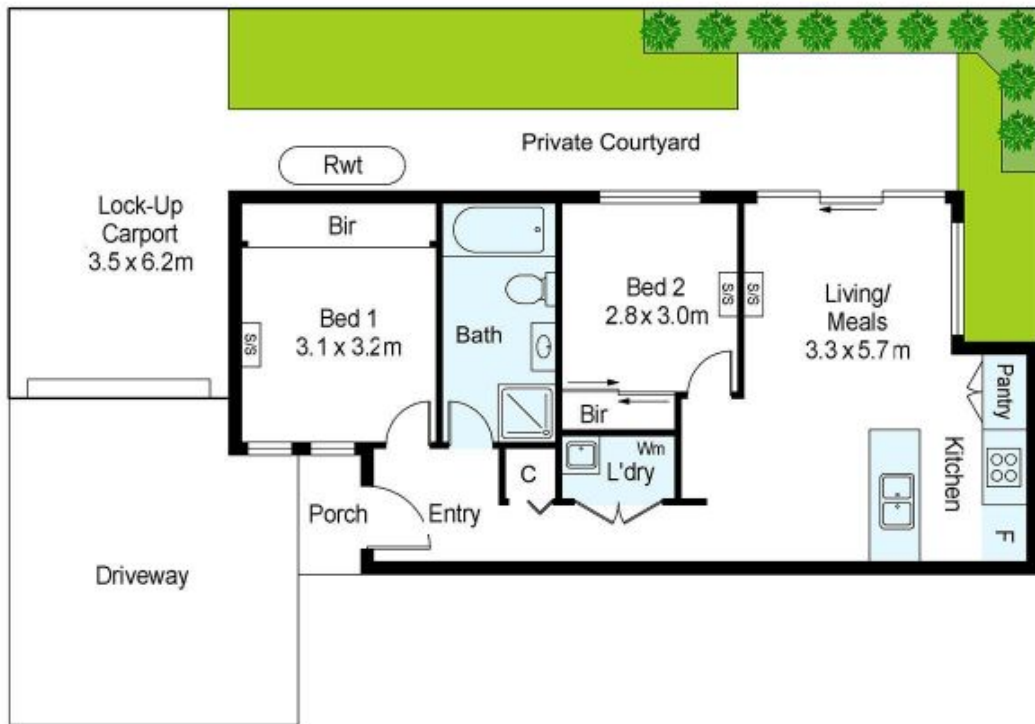 Private Courtyard
Rwt
Lock-Up
Carport
3.5 x 6.2m
Bir
Bed 1
3.1 x 3.2m
S/S
Bath
Bed 2
2.8 x 3.0m
S/S
S/S
Living/
Meals
3.3 x 5.7m
Bir
Pantry
Kitchen
F
Wm
L'dry
C
Porch
Entry
Driveway